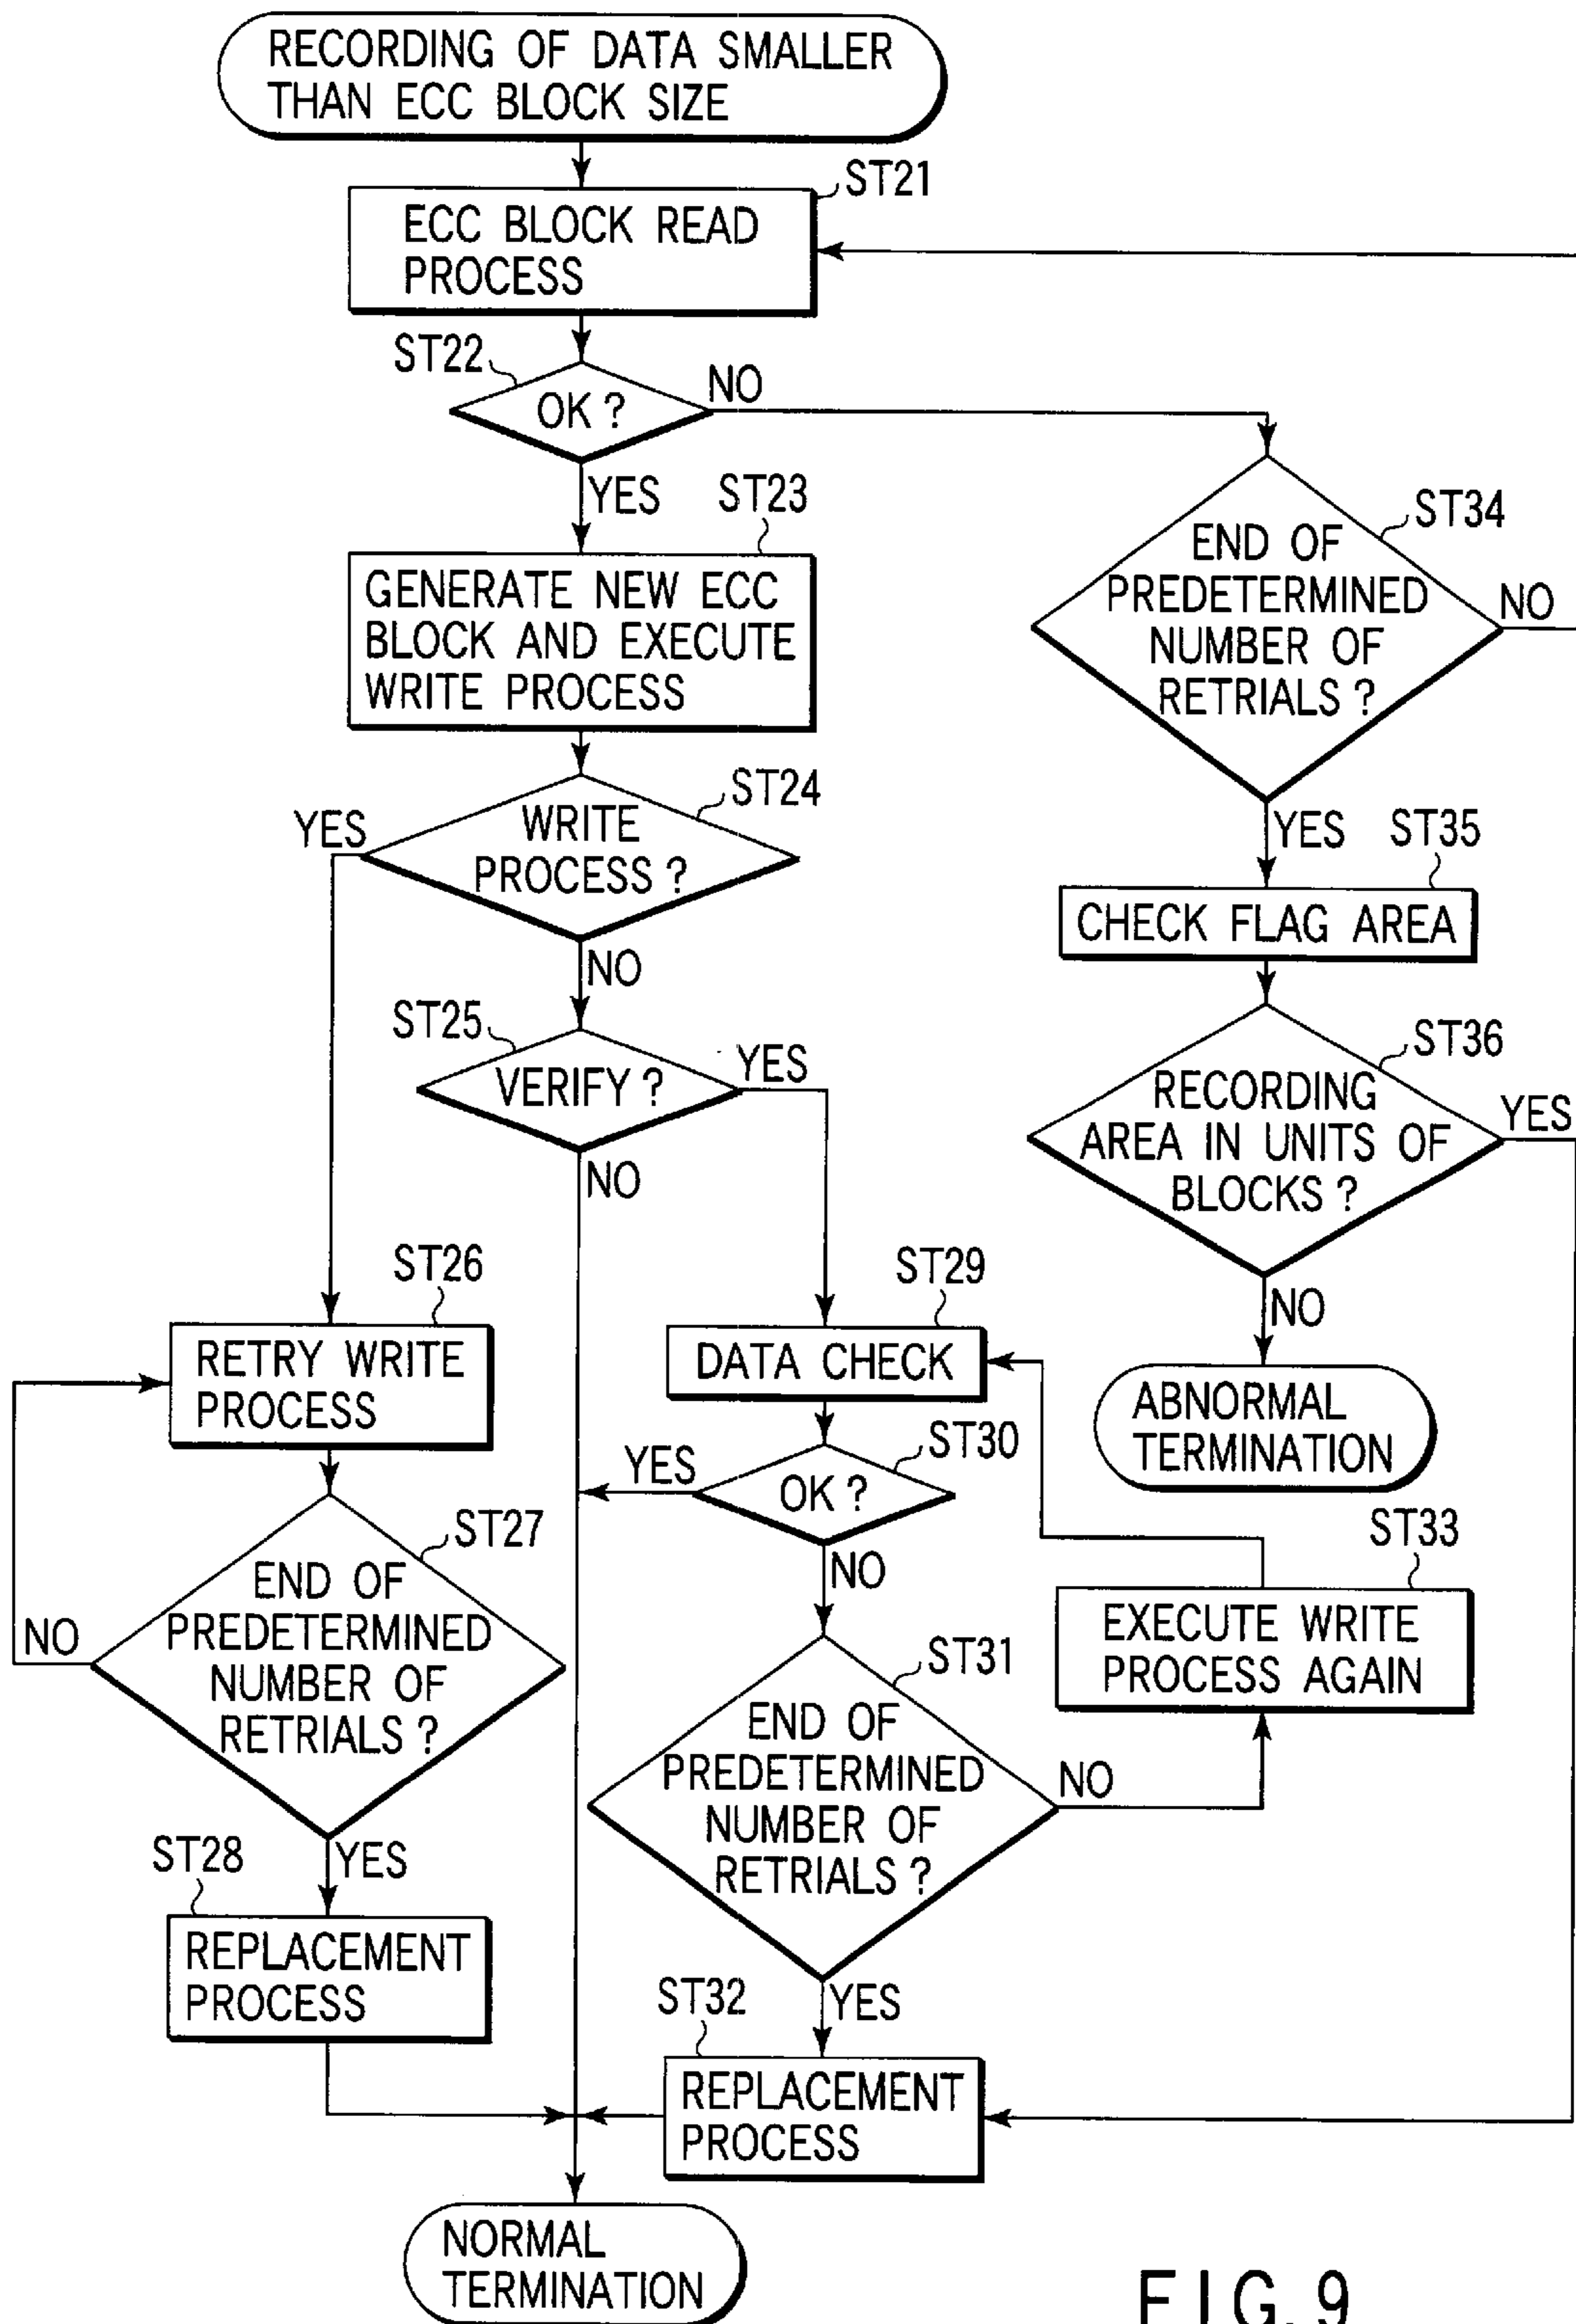 RECORDING OF DATA SMALLER
THAN ECC BLOCK SIZE
ST21
ECC BLOCK READ
PROCESS
ST22
OK ?
NO
YES
ST23
GENERATE NEW ECC
BLOCK AND EXECUTE
WRITE PROCESS
ST24
WRITE
PROCESS ?
YES
NO
ST25
VERIFY ?
YES
NO
ST26
RETRY WRITE
PROCESS
ST27
END OF
PREDETERMINED
NUMBER OF
RETRIALS ?
NO
YES
ST28
REPLACEMENT
PROCESS
ST29
DATA CHECK
ST30
OK ?
YES
NO
ST31
END OF
PREDETERMINED
NUMBER OF
RETRIALS ?
NO
YES
ST32
REPLACEMENT
PROCESS
ST33
EXECUTE WRITE
PROCESS AGAIN
ST34
END OF
PREDETERMINED
NUMBER OF
RETRIALS ?
NO
YES
ST35
CHECK FLAG AREA
ST36
RECORDING
AREA IN UNITS OF
BLOCKS ?
YES
NO
ABNORMAL
TERMINATION
NORMAL
TERMINATION
FIG. 9